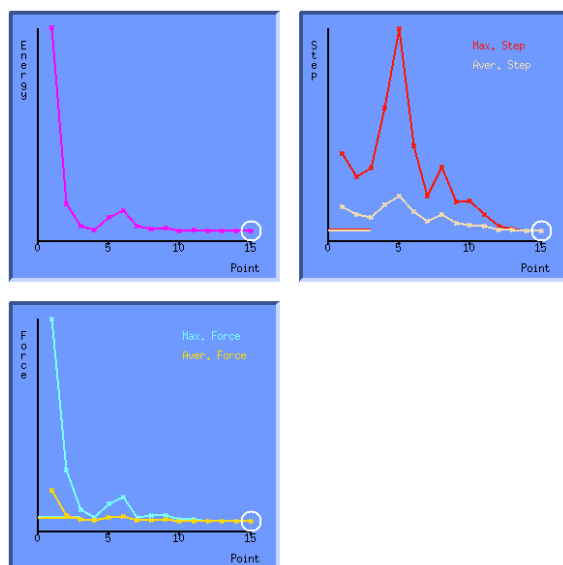 Energy
0
5
10
15
Point
Step
Max. Step
Aver. Step
0
5
10
15
Point
Force
Max. Force
Aver. Force
0
5
10
15
Point